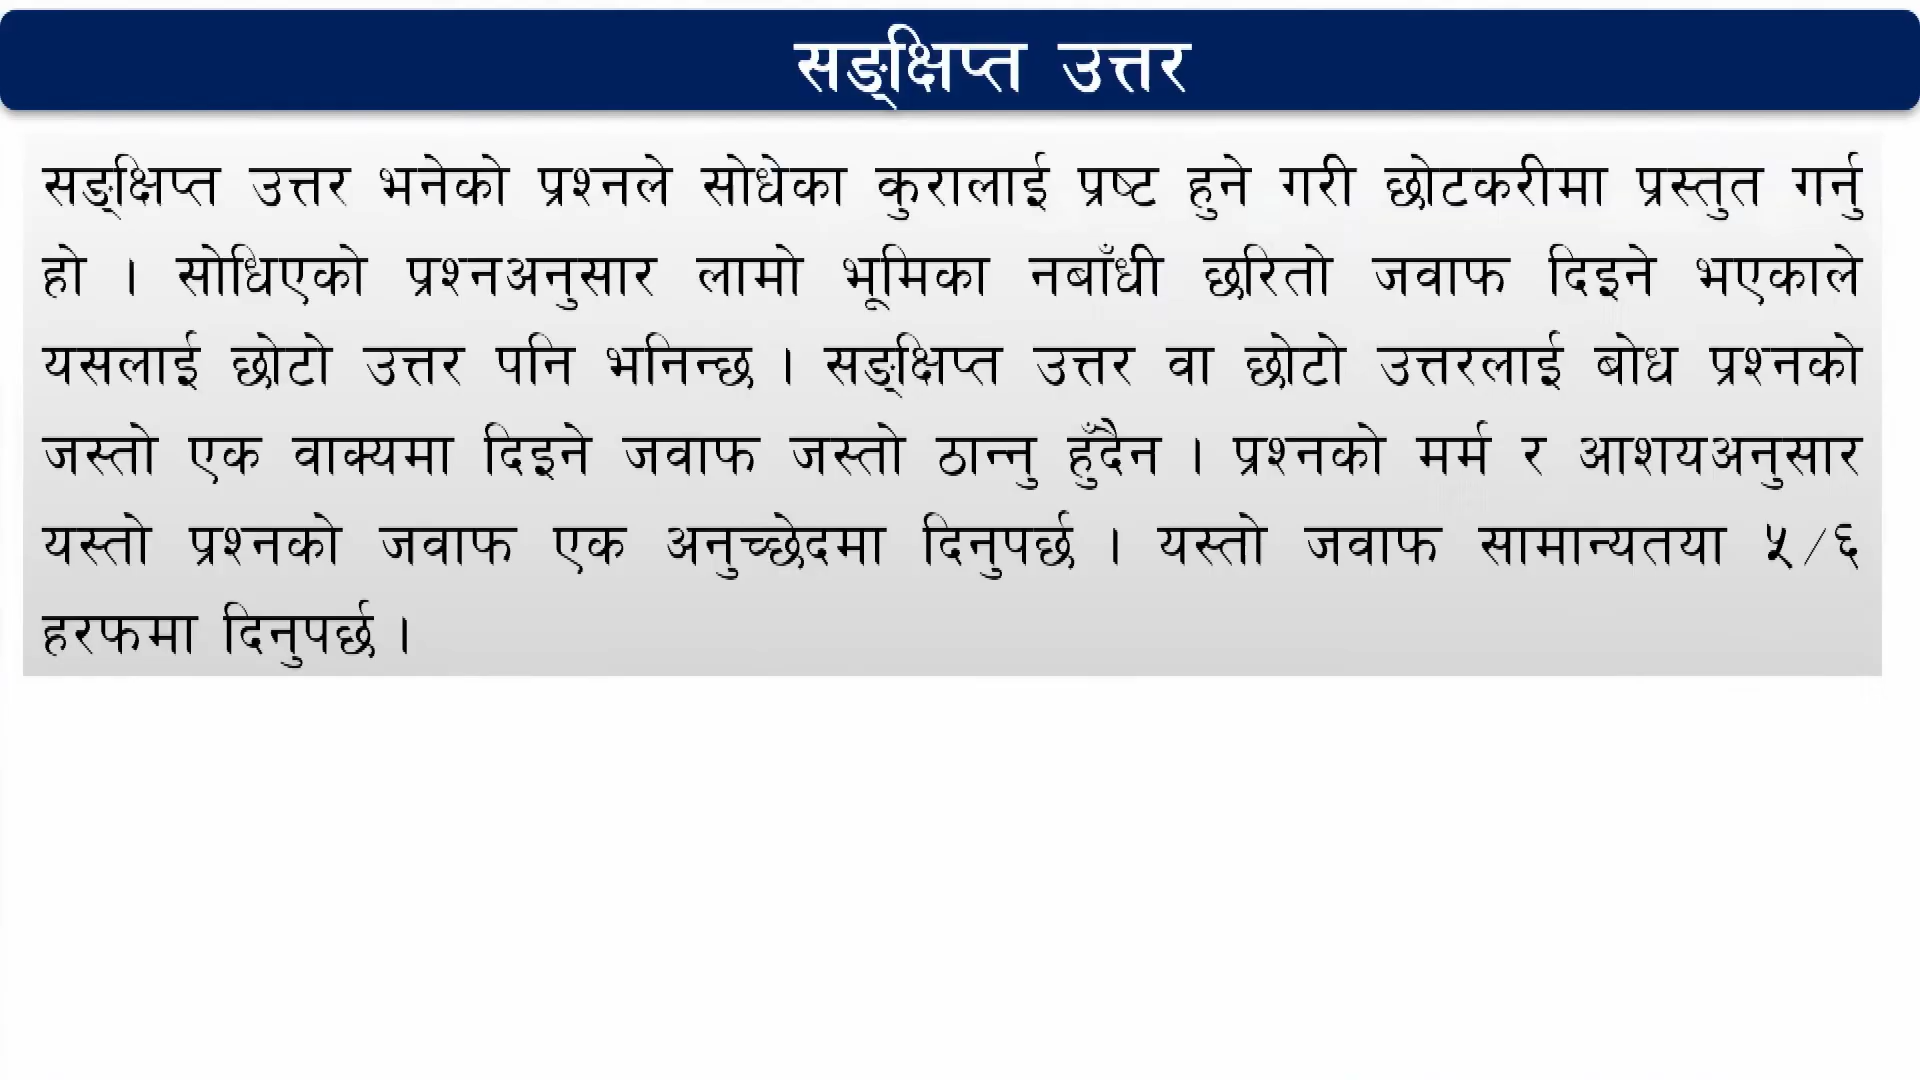 सङ्क्षिप्त उत्तर
सङ्क्षिप्त उत्तर भनेको प्रश्नले सोधेका कुरालाई प्रष्ट हुने गरी छोटकरीमा प्रस्तुत गर्नु
हो । सोधिएको प्रश्नअनुसार लामो भूमिका नबाँधी छरितो जवाफ दिइने भएकाले
यसलाई छोटो उत्तर पनि भनिन्छ । सङ्क्षिप्त उत्तर वा छोटो उत्तरलाई बोध प्रश्नको
जस्तो एक वाक्यमा दिइने जवाफ जस्तो ठान्नु हुँदैन । प्रश्नको मर्म र आशयअनुसार
यस्तो प्रश्नको जवाफ एक अनुच्छेदमा दिनुपर्छ । यस्तो जवाफ सामान्यतया ५/६
हरफमा दिनुपर्छ ।